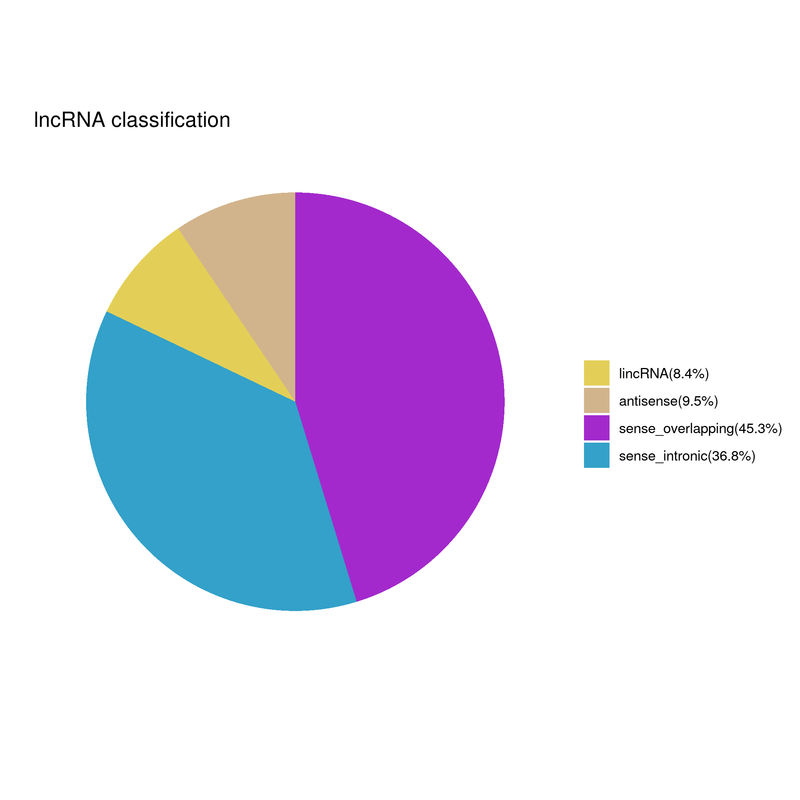 lncRNA classification
lincRNA(8.4%)
antisense(9.5%)
sense_overlapping(45.3%)
sense_intronic(36.8%)